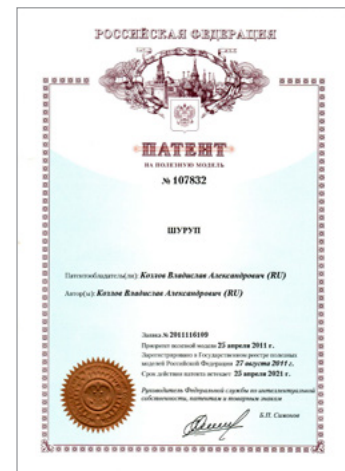 РОССИЙСКАЯ ФЕДЕРАЦИЯ
ПАТЕНТ
НА ПОЛЕЗНУЮ МОДЕЛЬ
№ 107832
ШУРУП
Патентообладатель(ли): Козлов Владислав Александрович (RU)
Автор(ы): Козлов Владислав Александрович (RU)
Заявка № 2011116109
Приоритет полезной модели 25 апреля 2011 г.
Зарегистрировано в Государственном реестре полезных
моделей Российской Федерации 27 августа 2011 г.
Срок действия патента истекает 25 апреля 2021 г.
Руководитель Федеральной службы по интеллектуальной
собственности, патентам и товарным знакам
Б.П. Симонов